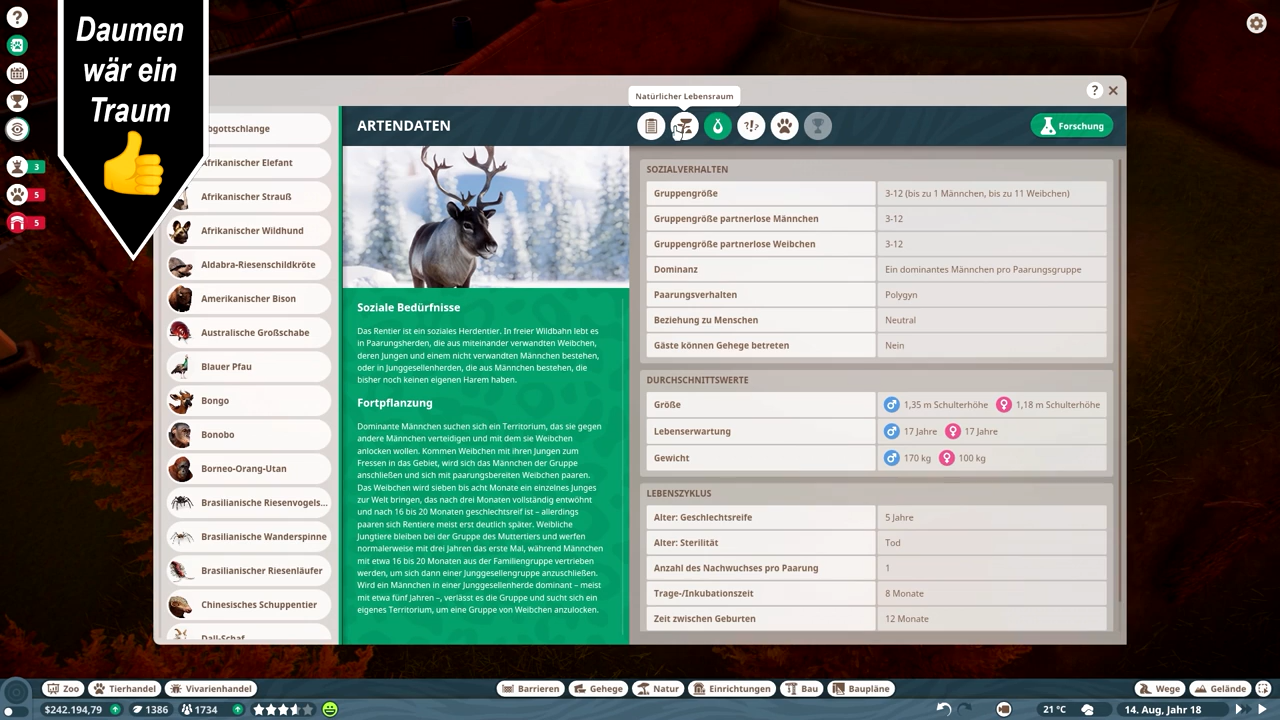 Daumen
wär ein
Traum
?
3
5
5
Natürlicher Lebensraum
?
ARTENDATEN
?!
Forschung
bgottschlange
Afrikanischer Elefant
Afrikanischer Strauß
Afrikanischer Wildhund
Aldabra-Riesenschildkröte
Amerikanischer Bison
Australische Großschabe
Blauer Pfau
Bongo
Bonobo
Borneo-Orang-Utan
Brasilianische Riesenvogels...
Brasilianische Wanderspinne
Brasilianischer Riesenläufer
Chinesisches Schuppentier
Dall-Schaf
Soziale Bedürfnisse
Das Rentier ist ein soziales Herdentier. In freier Wildbahn lebt es
in Paarungsherden, die aus miteinander verwandten Weibchen,
deren Jungen und einem nicht verwandten Männchen bestehen,
oder in Junggesellenherden, die aus Männchen bestehen, die
bisher noch keinen eigenen Harem haben.
Fortpflanzung
Dominante Männchen suchen sich ein Territorium, das sie gegen
andere Männchen verteidigen und mit dem sie Weibchen
anlocken wollen. Kommen Weibchen mit ihren Jungen zum
Fressen in das Gebiet, wird sich das Männchen der Gruppe
anschließen und sich mit paarungsbereiten Weibchen paaren.
Das Weibchen wird sieben bis acht Monate ein einzelnes Junges
zur Welt bringen, das nach drei Monaten vollständig entwöhnt
und nach 16 bis 20 Monaten geschlechtsreif ist – allerdings
paaren sich Rentiere meist erst deutlich später. Weibliche
Jungtiere bleiben bei der Gruppe des Muttertiers und werfen
normalerweise mit drei Jahren das erste Mal, während Männchen
mit etwa 16 bis 20 Monaten aus der Familiengruppe vertrieben
werden, um sich dann einer Junggesellengruppe anzuschließen.
Wird ein Männchen in einer Junggesellenherde dominant – meist
mit etwa fünf Jahren –, verlässt es die Gruppe und sucht sich ein
eigenes Territorium, um eine Gruppe von Weibchen anzulocken.
SOZIALVERHALTEN
Gruppengröße 3-12 (bis zu 1 Männchen, bis zu 11 Weibchen)
Gruppengröße partnerlose Männchen 3-12
Gruppengröße partnerlose Weibchen 3-12
Dominanz Ein dominantes Männchen pro Paarungsgruppe
Paarungsverhalten Polygyn
Beziehung zu Menschen Neutral
Gäste können Gehege betreten Nein
DURCHSCHNITTSWERTE
Größe 1,35 m Schulterhöhe 1,18 m Schulterhöhe
Lebenserwartung 17 Jahre 17 Jahre
Gewicht 170 kg 100 kg
LEBENSZYKLUS
Alter: Geschlechtsreife 5 Jahre
Alter: Sterilität Tod
Anzahl des Nachwuchses pro Paarung 1
Trage-/Inkubationszeit 8 Monate
Zeit zwischen Geburten 12 Monate
Zoo Tierhandel Vivarienhandel Barrieren Gehege Natur Einrichtungen Bau Baupläne Wege Gelände
$242.194,79 1386 1734 21 °C 14. Aug, Jahr 18